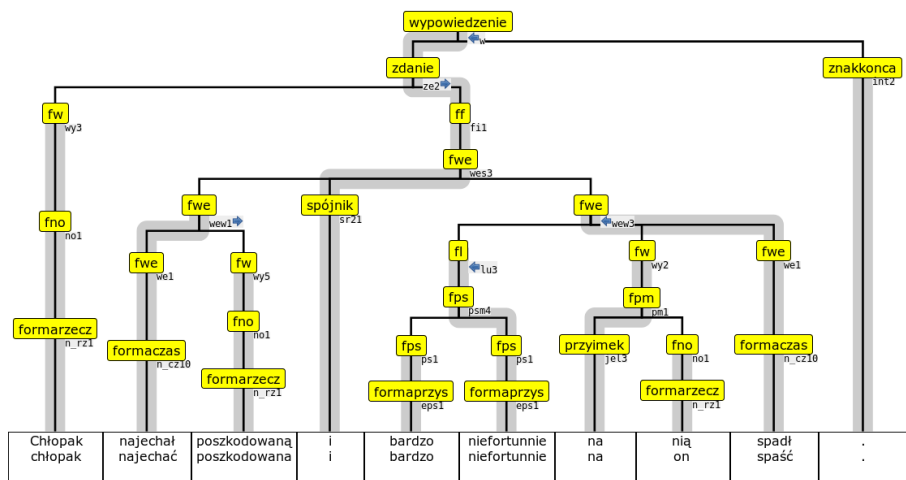 wypowiedzenie
w
zdanie znakkonca
ze2 int2
fw ff
wy3 fi1
fwe
wes3
fwe spójnik fwe
sr21
fno wew1 wew3
no1
fwe fw fl fw fwe
we1 wy5 lu3 wy2 we1
fps fpm
psm4 pm1
fno
no1
formarzecz formaczas fps fps przyimek fno formaczas
n_rz1 n_cz10 ps1 ps1 jel3 no1 n_cz10
formarzecz formaprzys formaprzys formarzecz
n_rz1 eps1 eps1 n_rz1
Chłopak najechał poszkodowaną i bardzo niefortunnie na nią spadł .
chłopak najechać poszkodowana i bardzo niefortunnie na on spaść .